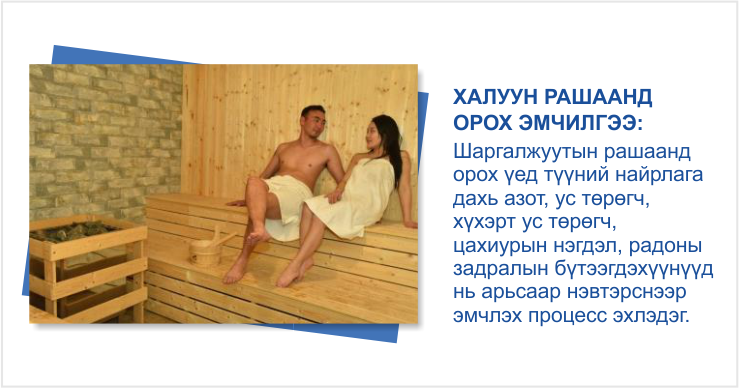 ХАЛУУН РАШААНД
ОРОХ ЭМЧИЛГЭЭ:
Шаргалжуутын рашаанд
орох үед түүний найрлага
дахь азот, ус төрөгч,
хүхэрт ус төрөгч,
цахиурын нэгдэл, радоны
задралын бүтээгдэхүүнүүд
нь арьсаар нэвтэрснээр
эмчлэх процесс эхлэдэг.